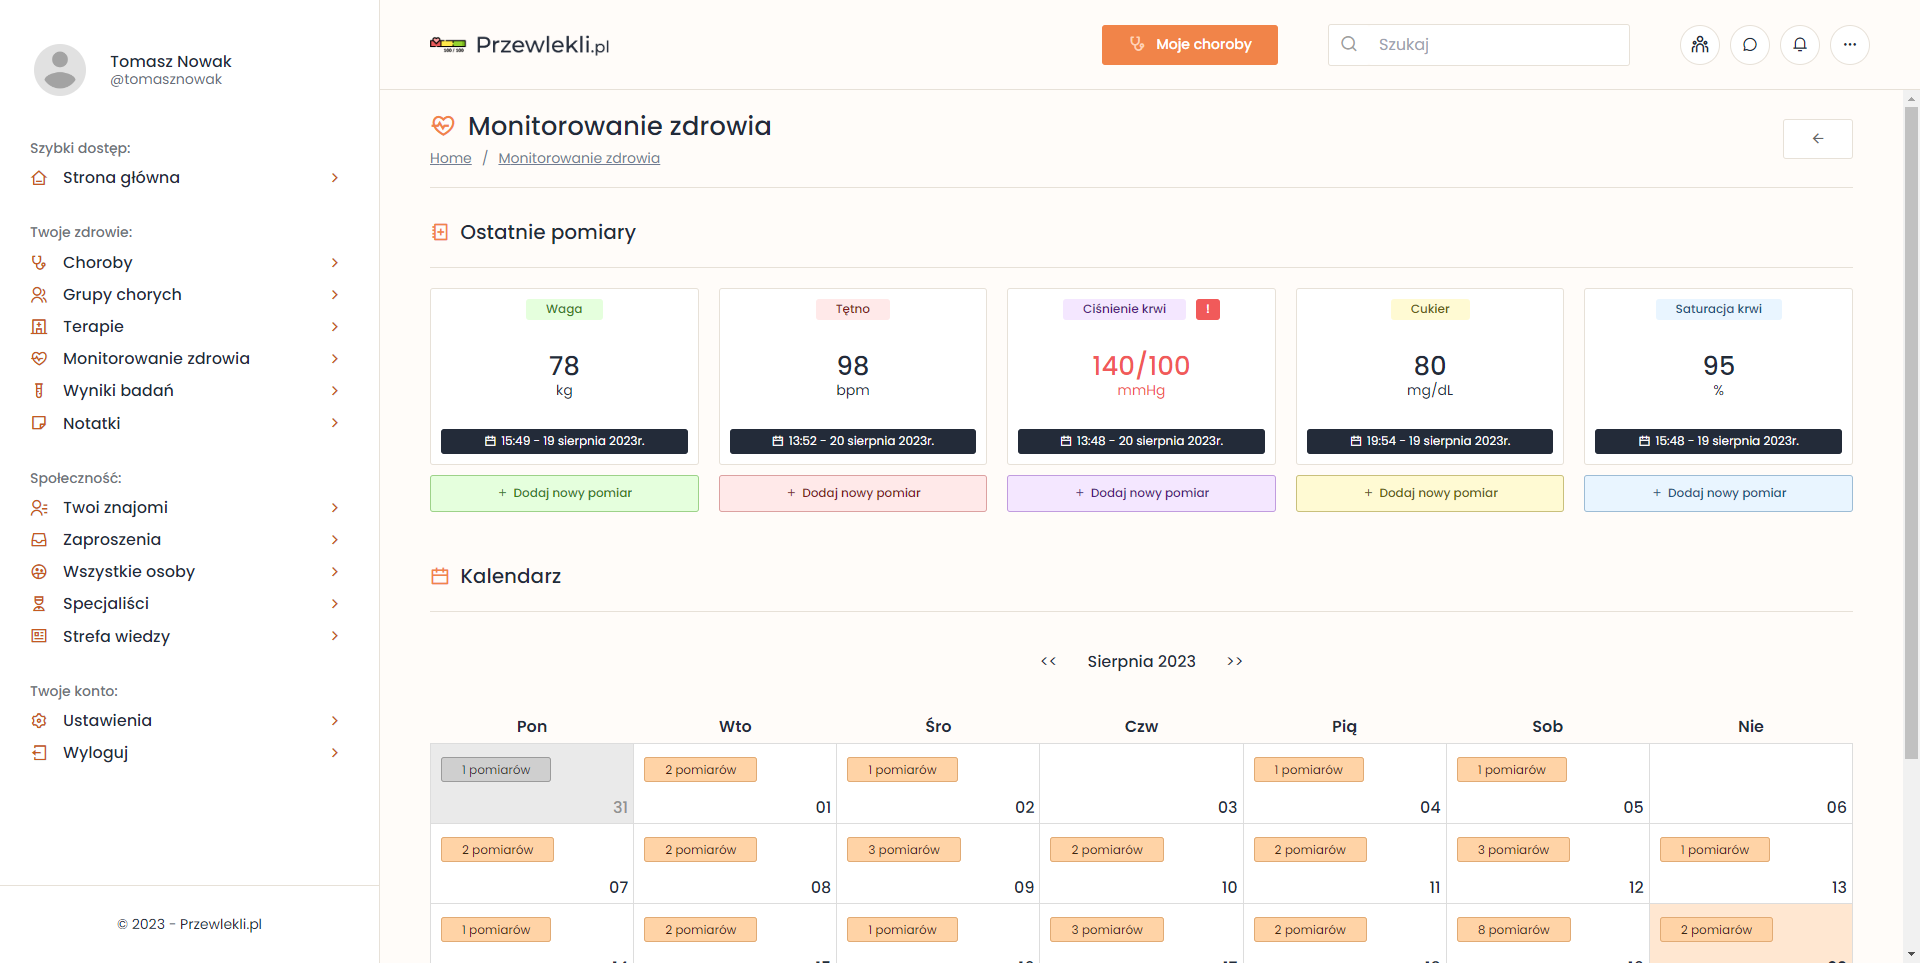 Tomasz Nowak
@tomasznowak
Szybki dostęp:
Strona główna
Twoje zdrowie:
Choroby
Grupy chorych
Terapie
Monitorowanie zdrowia
Wyniki badań
Notatki
Społeczność:
Twoi znajomi
Zaproszenia
Wszystkie osoby
Specjaliści
Strefa wiedzy
Twoje konto:
Ustawienia
Wyloguj
© 2023 - Przewlekli.pl
100 / 100
Przewlekli.pl
Moje choroby
Szukaj
Monitorowanie zdrowia
Home / Monitorowanie zdrowia
Ostatnie pomiary
Waga
78
kg
15:49 - 19 sierpnia 2023r.
+ Dodaj nowy pomiar
Tętno
98
bpm
13:52 - 20 sierpnia 2023r.
+ Dodaj nowy pomiar
Ciśnienie krwi !
140/100
mmHg
13:48 - 20 sierpnia 2023r.
+ Dodaj nowy pomiar
Cukier
80
mg/dL
19:54 - 19 sierpnia 2023r.
+ Dodaj nowy pomiar
Saturacja krwi
95
%
15:48 - 19 sierpnia 2023r.
+ Dodaj nowy pomiar
Kalendarz
<< Sierpnia 2023 >>
Pon Wto Śro Czw Pią Sob Nie
1 pomiarów 2 pomiarów 1 pomiarów 1 pomiarów 1 pomiarów
31 01 02 03 04 05 06
2 pomiarów 2 pomiarów 3 pomiarów 2 pomiarów 2 pomiarów 3 pomiarów 1 pomiarów
07 08 09 10 11 12 13
1 pomiarów 2 pomiarów 1 pomiarów 3 pomiarów 2 pomiarów 8 pomiarów 2 pomiarów